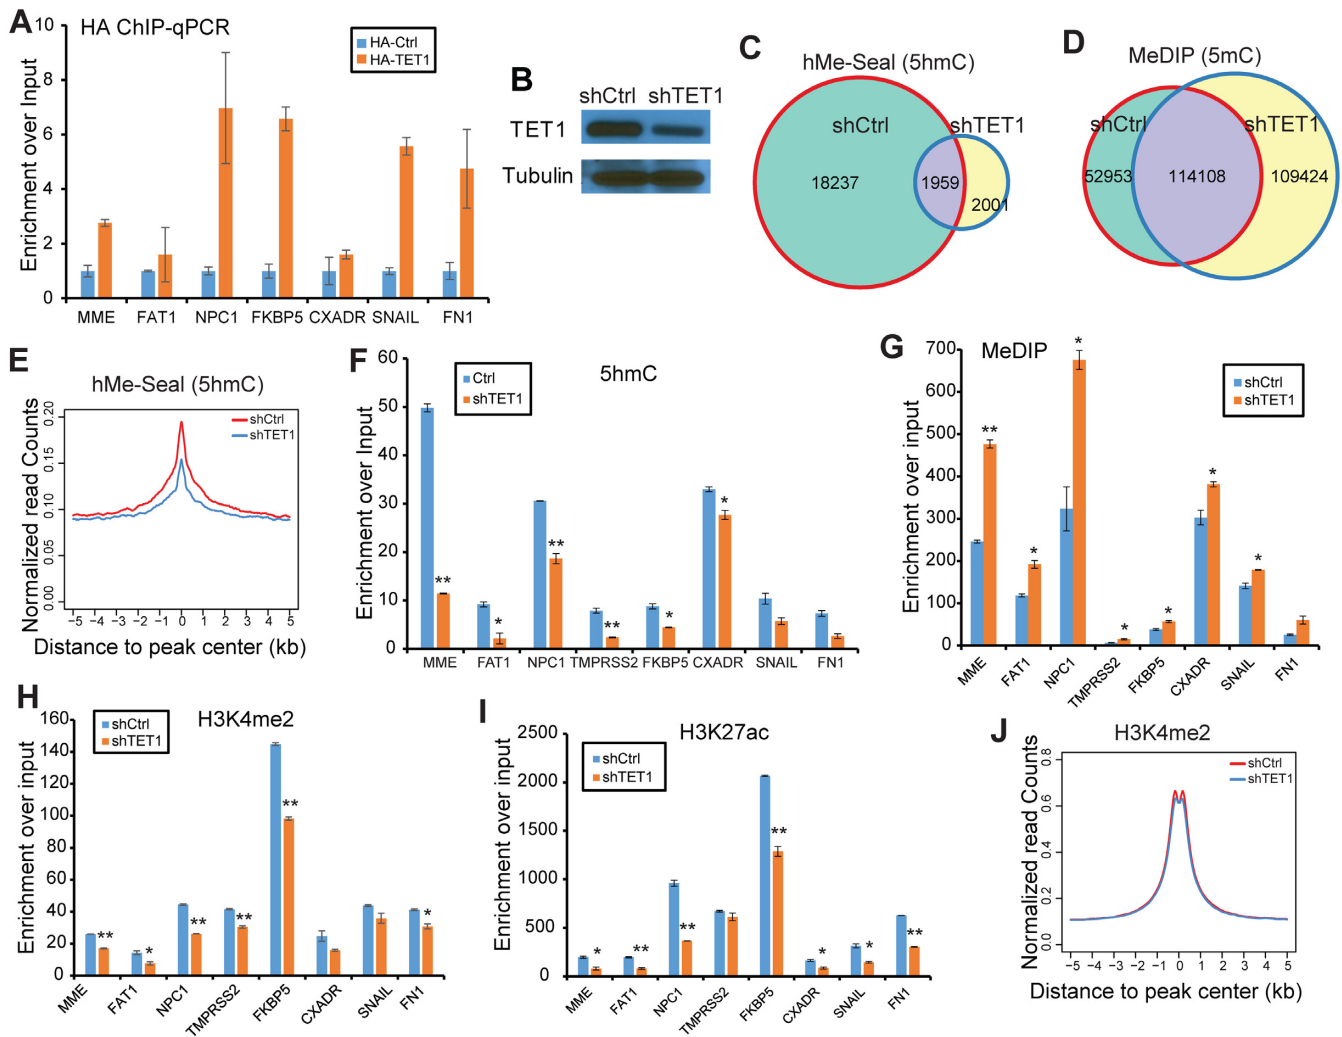 A
HA ChIP-qPCR
HA-Ctrl
HA-TET1
Enrichment over Input
10
8
6
4
2
0
MME FAT1 NPC1 FKBP5 CXADR SNAIL FN1
B
shCtrl shTET1
TET1
Tubulin
C
hMe-Seal (5hmC)
shCtrl
shTET1
18237
1959
2001
D
MeDIP (5mC)
shCtrl
shTET1
52953
114108
109424
E
hMe-Seal (5hmC)
shCtrl
shTET1
Normalized read Counts
0.20
0.15
0.10
0.05
0.00
-5 -4 -3 -2 -1 0 1 2 3 4 5
Distance to peak center (kb)
F
5hmC
Ctrl
shTET1
Enrichment over Input
60
50
40
30
20
10
0
** * ** ** * *
MME FAT1 NPC1 TMPRSS2 FKBP5 CXADR SNAIL FN1
G
MeDIP
shCtrl
shTET1
Enrichment over input
700
600
500
400
300
200
100
0
** * * * * * *
MME FAT1 NPC1 TMPRSS2 FKBP5 CXADR SNAIL FN1
H
H3K4me2
shCtrl
shTET1
Enrichment over input
160
140
120
100
80
60
40
20
0
** * ** ** ** *
MME FAT1 NPC1 TMPRSS2 FKBP5 CXADR SNAIL FN1
I
H3K27ac
shCtrl
shTET1
Enrichment over input
2500
2000
1500
1000
500
0
* ** ** ** * * **
MME FAT1 NPC1 TMPRSS2 FKBP5 CXADR SNAIL FN1
J
H3K4me2
shCtrl
shTET1
Normalized read Counts
0.8
0.6
0.4
0.2
0.0
-5 -4 -3 -2 -1 0 1 2 3 4 5
Distance to peak center (kb)